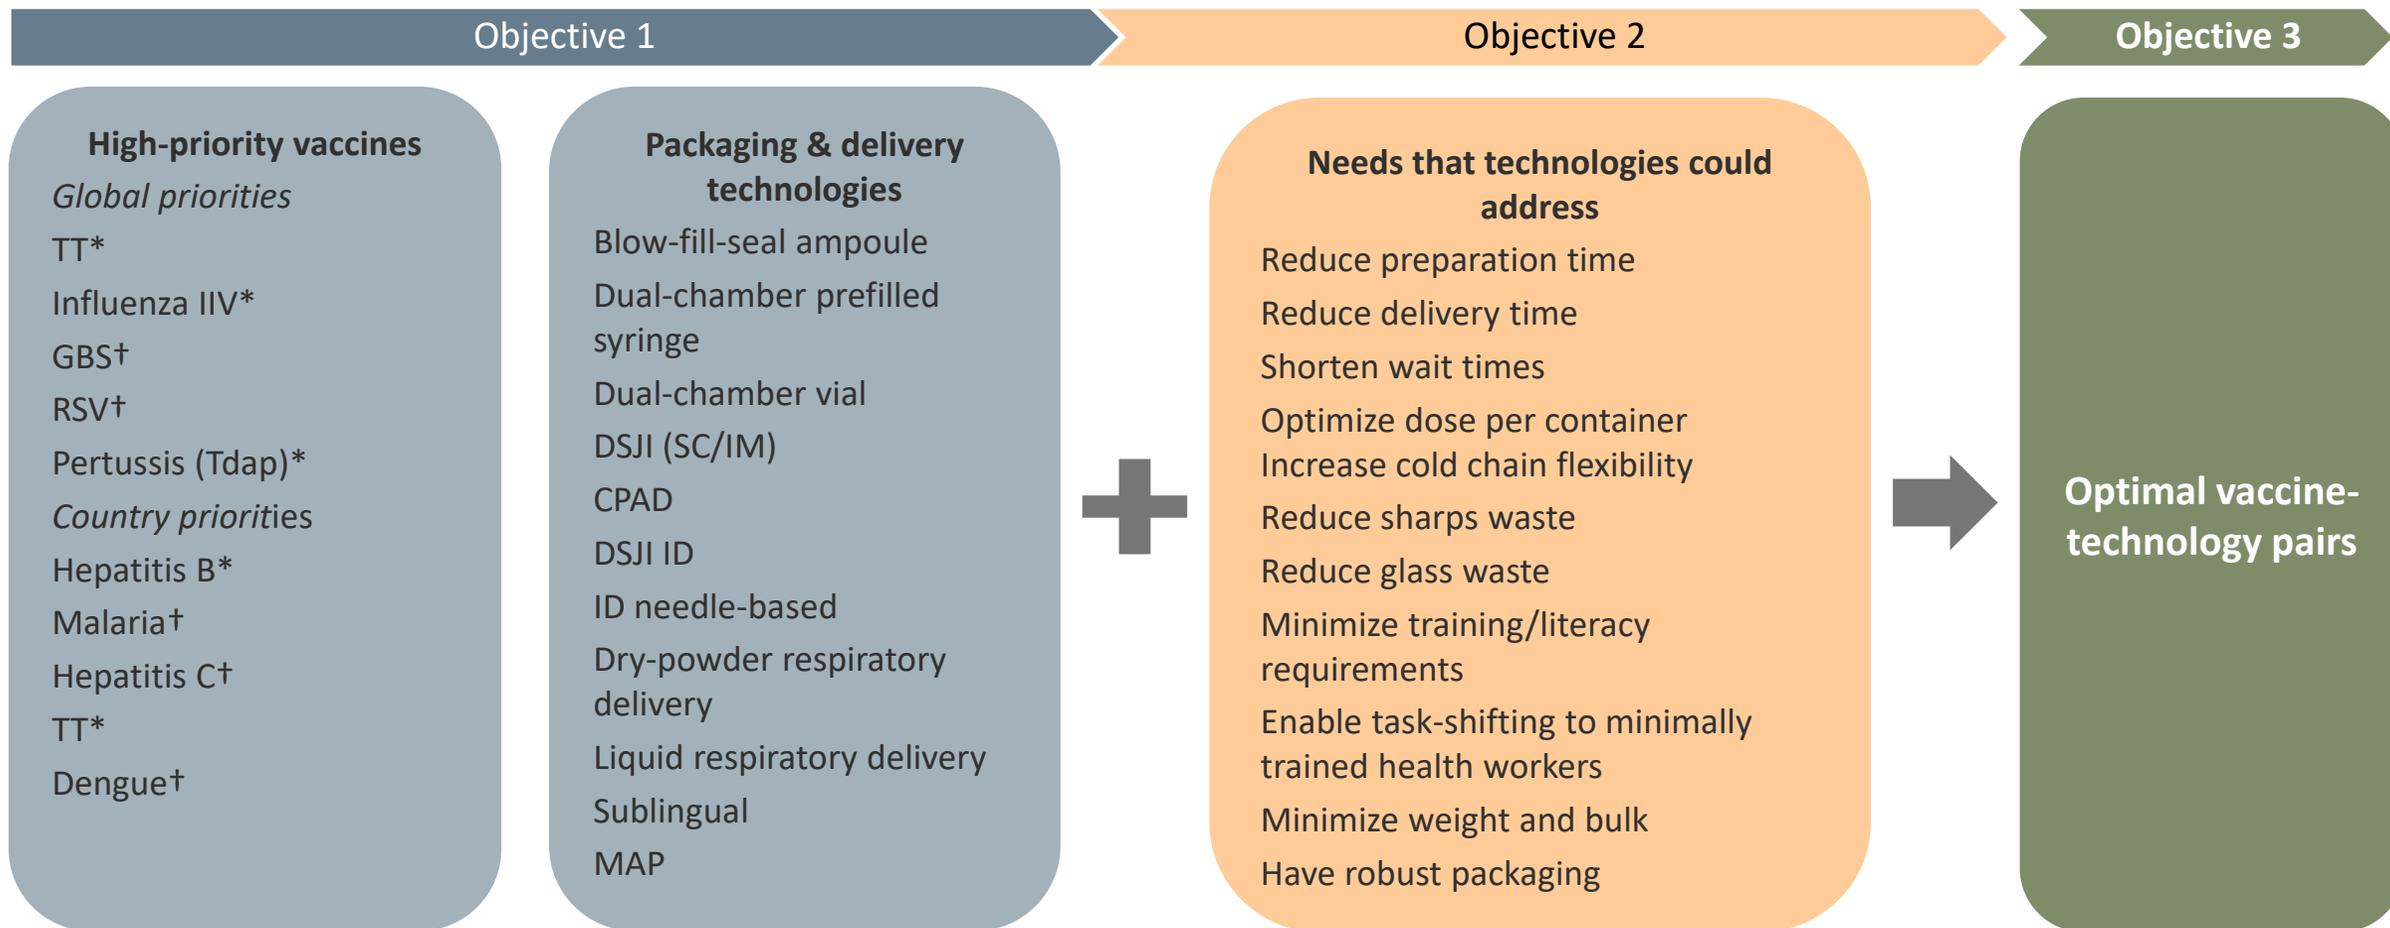 Objective 1
Objective 2
Objective 3
High-priority vaccines
Global priorities
TT*
Influenza IIV*
GBS†
RSV†
Pertussis (Tdap)*
Country priorities
Hepatitis B*
Malaria†
Hepatitis C†
TT*
Dengue†
Packaging & delivery
technologies
Blow-fill-seal ampoule
Dual-chamber prefilled
syringe
Dual-chamber vial
DSJI (SC/IM)
CPAD
DSJI ID
ID needle-based
Dry-powder respiratory
delivery
Liquid respiratory delivery
Sublingual
MAP
Needs that technologies could
address
Reduce preparation time
Reduce delivery time
Shorten wait times
Optimize dose per container
Increase cold chain flexibility
Reduce sharps waste
Reduce glass waste
Minimize training/literacy
requirements
Enable task-shifting to minimally
trained health workers
Minimize weight and bulk
Have robust packaging
Optimal vaccine-
technology pairs